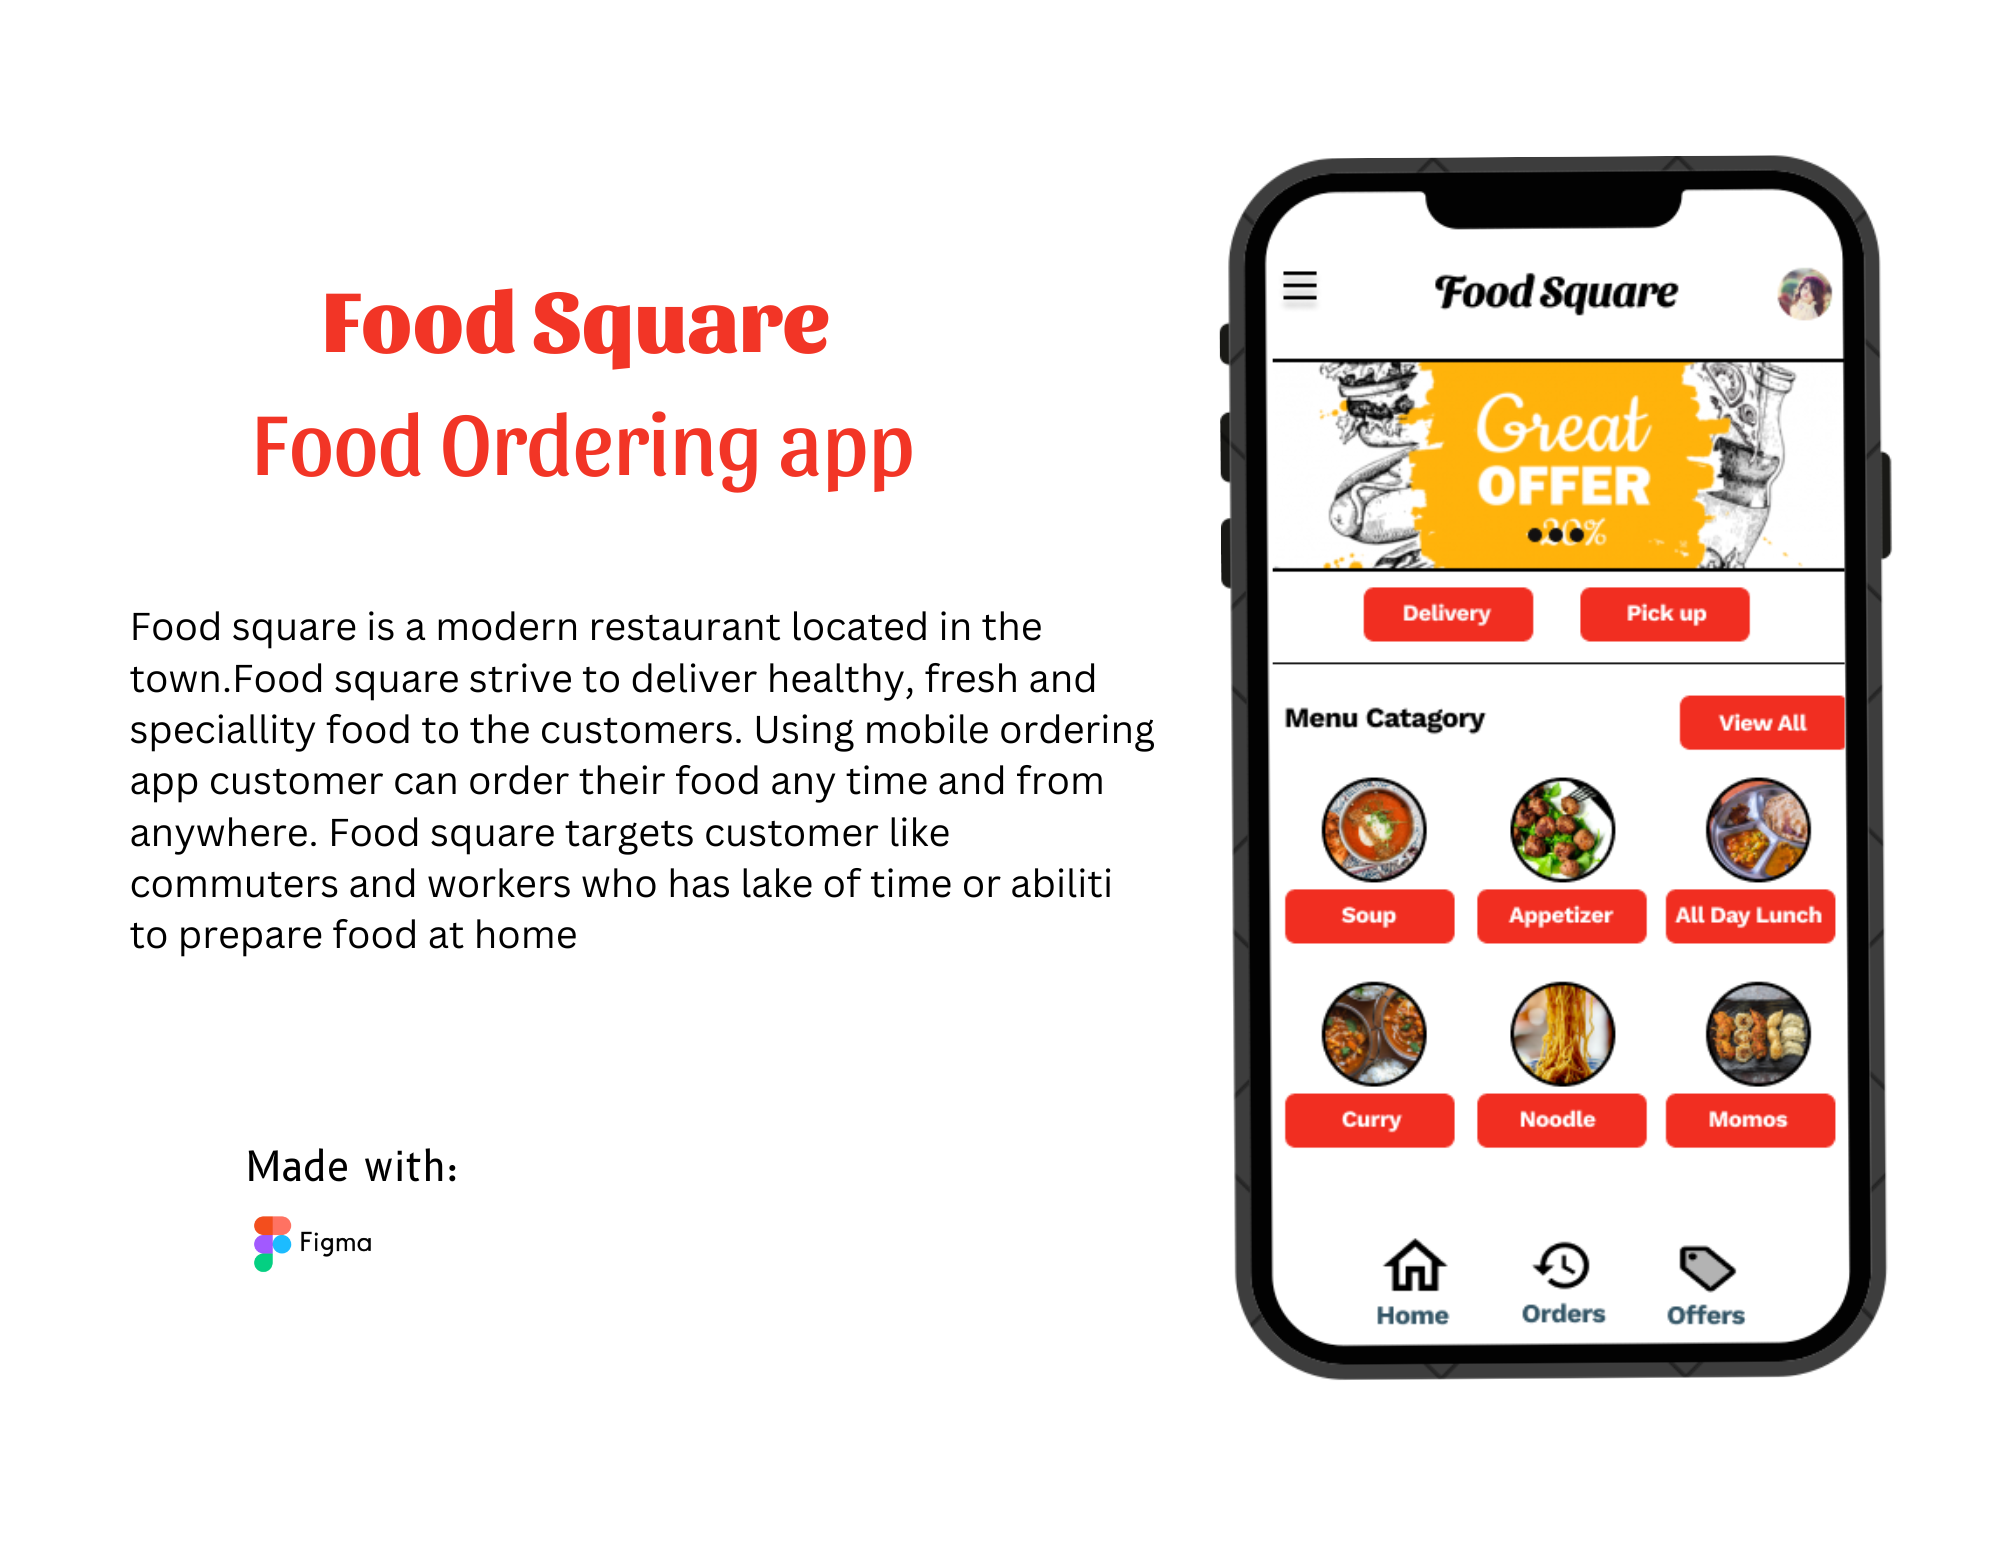 Food Square
Food Ordering app
Food square is a modern restaurant located in the
town.Food square strive to deliver healthy, fresh and
speciallity food to the customers. Using mobile ordering
app customer can order their food any time and from
anywhere. Food square targets customer like
commuters and workers who has lake of time or abiliti
to prepare food at home
Made with:
Figma
Food Square
Great
OFFER
20%
Delivery Pick up
Menu Catagory View All
Soup Appetizer All Day Lunch
Curry Noodle Momos
Home Orders Offers